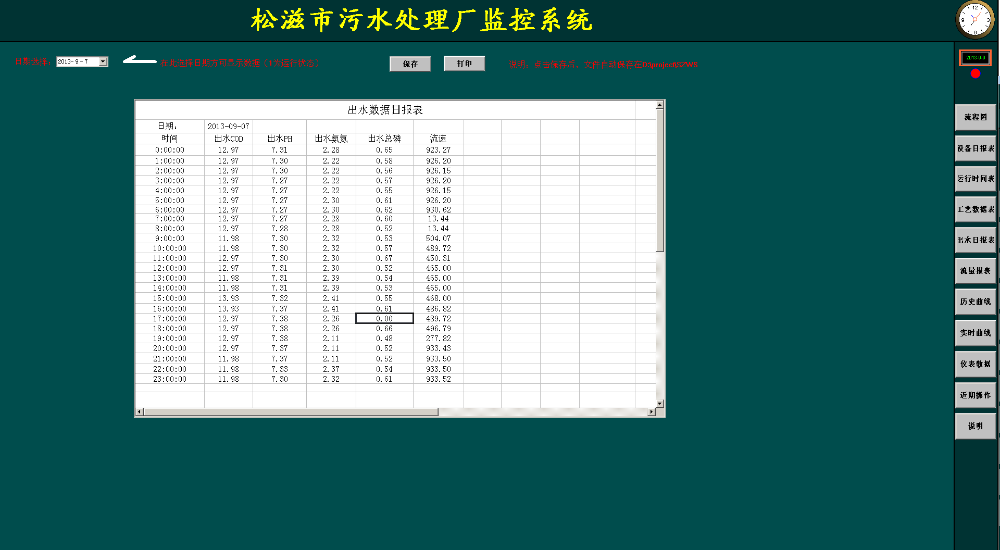 松滋市污水处理厂监控系统
12
3
6
9
日期选择：
2013- 9 - 7
在此选择日期方可显示数据（1为运行状态）
保存
打印
说明：点击保存后，文件自动保存在D:\project\SZWS
2013-9-9
出水数据日报表
日期： 2013-09-07
时间 出水COD 出水PH 出水氨氮 出水总磷 流速
0:00:00 12.97 7.31 2.28 0.65 923.27
1:00:00 12.97 7.30 2.22 0.58 926.20
2:00:00 12.97 7.30 2.22 0.56 926.15
3:00:00 12.97 7.27 2.22 0.57 926.20
4:00:00 12.97 7.27 2.22 0.55 926.15
5:00:00 12.97 7.27 2.30 0.61 926.20
6:00:00 12.97 7.27 2.30 0.62 930.62
7:00:00 12.97 7.27 2.28 0.60 13.44
8:00:00 12.97 7.28 2.28 0.52 13.44
9:00:00 11.98 7.30 2.32 0.53 504.07
10:00:00 11.98 7.30 2.32 0.57 489.72
11:00:00 12.97 7.30 2.30 0.67 450.31
12:00:00 12.97 7.31 2.30 0.52 465.00
13:00:00 11.98 7.31 2.39 0.54 465.00
14:00:00 11.98 7.31 2.39 0.53 465.00
15:00:00 13.93 7.32 2.41 0.55 468.00
16:00:00 13.93 7.37 2.41 0.61 486.82
17:00:00 12.97 7.38 2.26 0.00 489.72
18:00:00 12.97 7.38 2.26 0.66 496.79
19:00:00 12.97 7.38 2.11 0.48 277.82
20:00:00 12.97 7.37 2.11 0.52 933.43
21:00:00 11.98 7.37 2.11 0.52 933.50
22:00:00 11.98 7.33 2.37 0.54 933.50
23:00:00 11.98 7.30 2.32 0.61 933.52
流程图
设备日报表
运行时间表
工艺数据表
出水日报表
流量报表
历史曲线
实时曲线
仪表数据
近期操作
说明